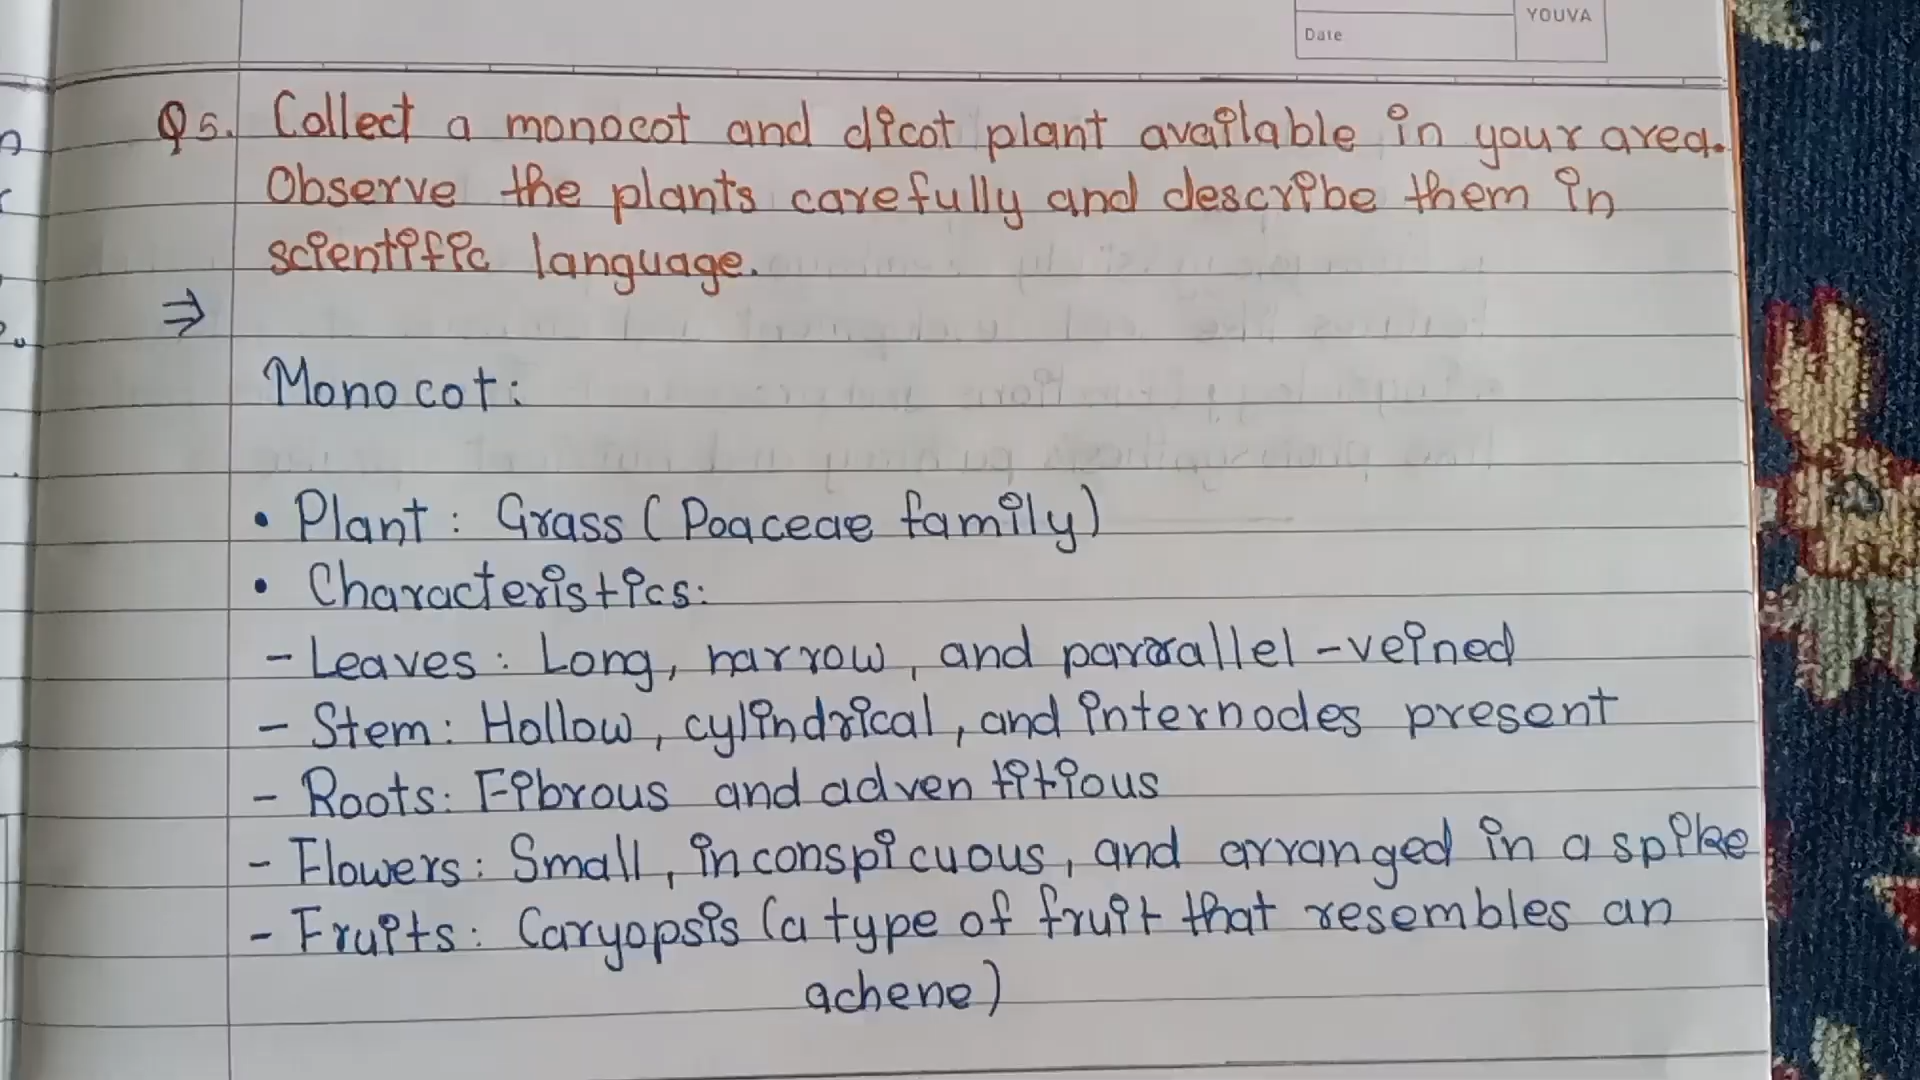 YOUVA
Date
Q5. Collect a monocot and dicot plant available in your area.
Observe the plants carefully and describe them in
scientific language.
⇒
Monocot:
• Plant: Grass (Poaceae family)
• Characteristics:
- Leaves: Long, narrow, and parallel-veined
- Stem: Hollow, cylindrical, and internodes present
- Roots: Fibrous and adventitious
- Flowers: Small, inconspicuous, and arranged in a spike
- Fruits: Caryopsis (a type of fruit that resembles an
achene)